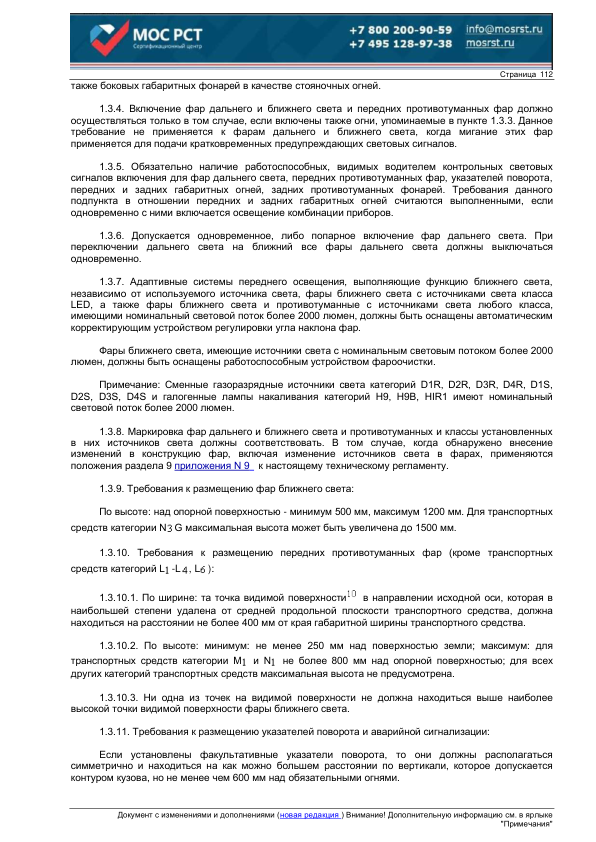 МОС РСТ
Сертификационный центр
+7 800 200-90-59
+7 495 128-97-38
info@mosrst.ru
mosrst.ru
Страница 112
также боковых габаритных фонарей в качестве стояночных огней.
1.3.4. Включение фар дальнего и ближнего света и передних противотуманных фар должно
осуществляться только в том случае, если включены также огни, упоминаемые в пункте 1.3.3. Данное
требование не применяется к фарам дальнего и ближнего света, когда мигание этих фар
применяется для подачи кратковременных предупреждающих световых сигналов.
1.3.5. Обязательно наличие работоспособных, видимых водителем контрольных световых
сигналов включения для фар дальнего света, передних противотуманных фар, указателей поворота,
передних и задних габаритных огней, задних противотуманных фонарей. Требования данного
подпункта в отношении передних и задних габаритных огней считаются выполненными, если
одновременно с ними включается освещение комбинации приборов.
1.3.6. Допускается одновременное, либо попарное включение фар дальнего света. При
переключении дальнего света на ближний все фары дальнего света должны выключаться
одновременно.
1.3.7. Адаптивные системы переднего освещения, выполняющие функцию ближнего света,
независимо от используемого источника света, фары ближнего света с источниками света класса
LED, а также фары ближнего света и противотуманные с источниками света любого класса,
имеющими номинальный световой поток более 2000 люмен, должны быть оснащены автоматическим
корректирующим устройством регулировки угла наклона фар.
Фары ближнего света, имеющие источники света с номинальным световым потоком более 2000
люмен, должны быть оснащены работоспособным устройством фароочистки.
Примечание: Сменные газоразрядные источники света категорий D1R, D2R, D3R, D4R, D1S,
D2S, D3S, D4S и галогенные лампы накаливания категорий Н9, Н9В, HIR1 имеют номинальный
световой поток более 2000 люмен.
1.3.8. Маркировка фар дальнего и ближнего света и противотуманных и классы установленных
в них источников света должны соответствовать. В том случае, когда обнаружено внесение
изменений в конструкцию фар, включая изменение источников света в фарах, применяются
положения раздела 9 приложения N 9 к настоящему техническому регламенту.
1.3.9. Требования к размещению фар ближнего света:
По высоте: над опорной поверхностью - минимум 500 мм, максимум 1200 мм. Для транспортных
средств категории N3 G максимальная высота может быть увеличена до 1500 мм.
1.3.10. Требования к размещению передних противотуманных фар (кроме транспортных
средств категорий L1 -L4, L6 ):
1.3.10.1. По ширине: та точка видимой поверхности10 в направлении исходной оси, которая в
наибольшей степени удалена от средней продольной плоскости транспортного средства, должна
находиться на расстоянии не более 400 мм от края габаритной ширины транспортного средства.
1.3.10.2. По высоте: минимум: не менее 250 мм над поверхностью земли; максимум: для
транспортных средств категории M1 и N1 не более 800 мм над опорной поверхностью; для всех
других категорий транспортных средств максимальная высота не предусмотрена.
1.3.10.3. Ни одна из точек на видимой поверхности не должна находиться выше наиболее
высокой точки видимой поверхности фары ближнего света.
1.3.11. Требования к размещению указателей поворота и аварийной сигнализации:
Если установлены факультативные указатели поворота, то они должны располагаться
симметрично и находиться на как можно большем расстоянии по вертикали, которое допускается
контуром кузова, но не менее чем 600 мм над обязательными огнями.
Документ с изменениями и дополнениями (новая редакция ) Внимание! Дополнительную информацию см. в ярлыке
"Примечания"